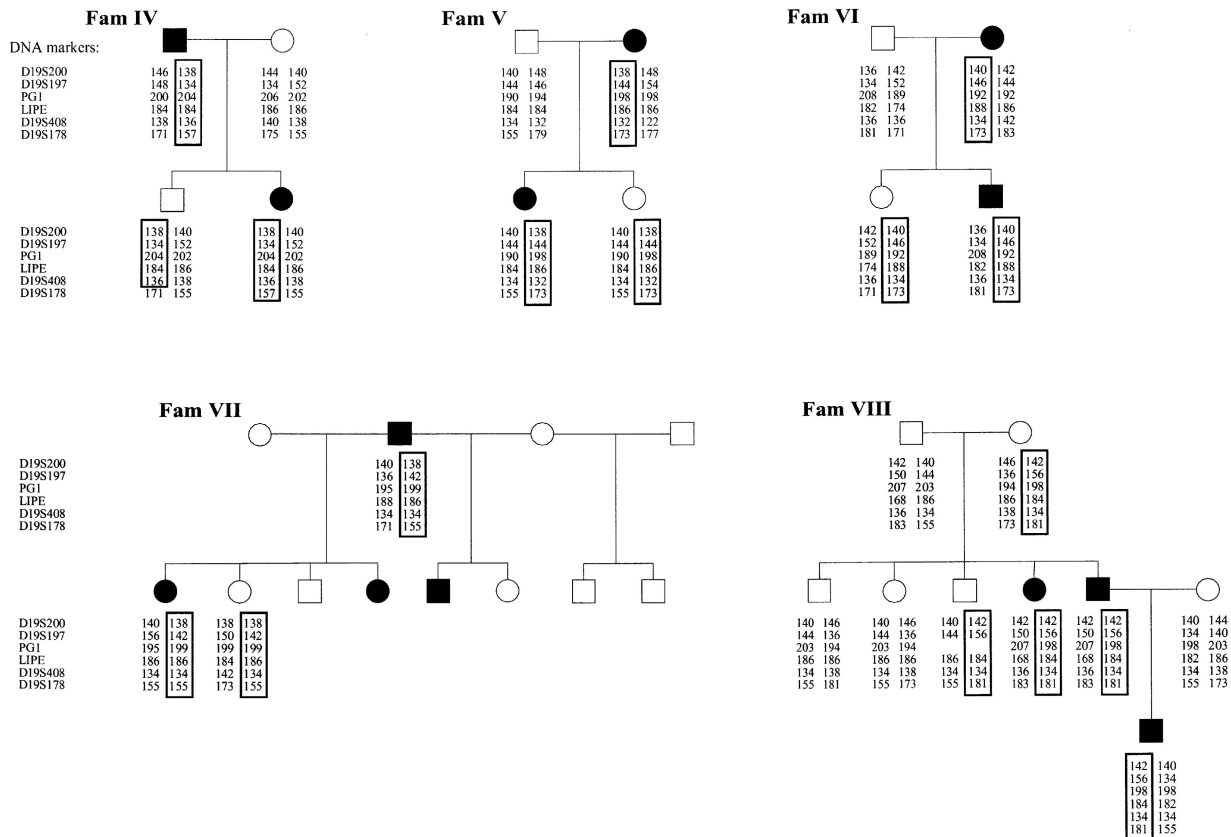 Fam IV Fam V Fam VI
DNA markers:
D19S200 146 138 144 140 140 148 138 148 136 142 140 142
D19S197 148 134 134 152 144 146 144 154 134 152 146 144
PG1 200 204 206 202 190 194 198 198 208 189 192 192
LIPE 184 184 186 186 184 184 186 186 182 174 188 186
D19S408 138 136 140 138 134 132 132 122 136 136 134 142
D19S178 171 157 175 155 155 179 173 177 181 171 173 183
D19S200 138 140 138 140 140 138 140 138 142 140 136 140
D19S197 134 152 134 152 144 144 144 144 152 146 134 146
PG1 204 202 204 202 190 198 190 198 189 192 208 192
LIPE 184 186 184 186 184 186 184 186 174 188 182 188
D19S408 136 138 136 138 134 132 134 132 136 134 136 134
D19S178 171 155 157 155 155 173 155 173 171 173 181 173
Fam VII Fam VIII
D19S200 140 138 142 140 146 142
D19S197 136 142 150 144 136 156
PG1 195 199 207 203 194 198
LIPE 188 186 168 186 186 184
D19S408 134 134 136 134 138 134
D19S178 171 155 183 155 173 181
D19S200 140 138 138 138 140 146 140 146 140 142 142 142 142 142 140 144
D19S197 156 142 150 142 144 136 144 136 144 156 150 156 150 156 134 140
PG1 195 199 199 199 203 194 203 194 207 198 207 198 198 203
LIPE 186 186 184 186 186 186 186 186 186 184 168 184 168 184 182 186
D19S408 134 134 142 134 134 138 134 138 134 134 136 134 136 134 134 138
D19S178 155 155 173 155 155 181 155 173 155 181 183 181 183 181 155 173
142 140
156 134
198 198
184 182
134 134
181 155